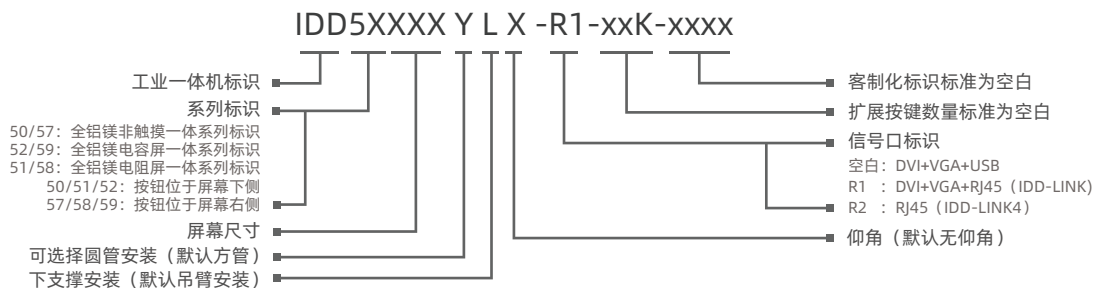 IDD5XXXX Y L X -R1-xxK-xxxx
工业一体机标识
系列标识
50/57：全铝镁非触摸一体系列标识
52/59：全铝镁电容屏一体系列标识
51/58：全铝镁电阻屏一体系列标识
50/51/52：按钮位于屏幕下侧
57/58/59：按钮位于屏幕右侧
屏幕尺寸
可选择圆管安装（默认方管）
下支撑安装（默认吊臂安装）
客制化标识标准为空白
扩展按键数量标准为空白
信号口标识
空白：DVI+VGA+USB
R1 ：DVI+VGA+RJ45（IDD-LINK)
R2 ：RJ45（IDD-LINK4）
仰角（默认无仰角）